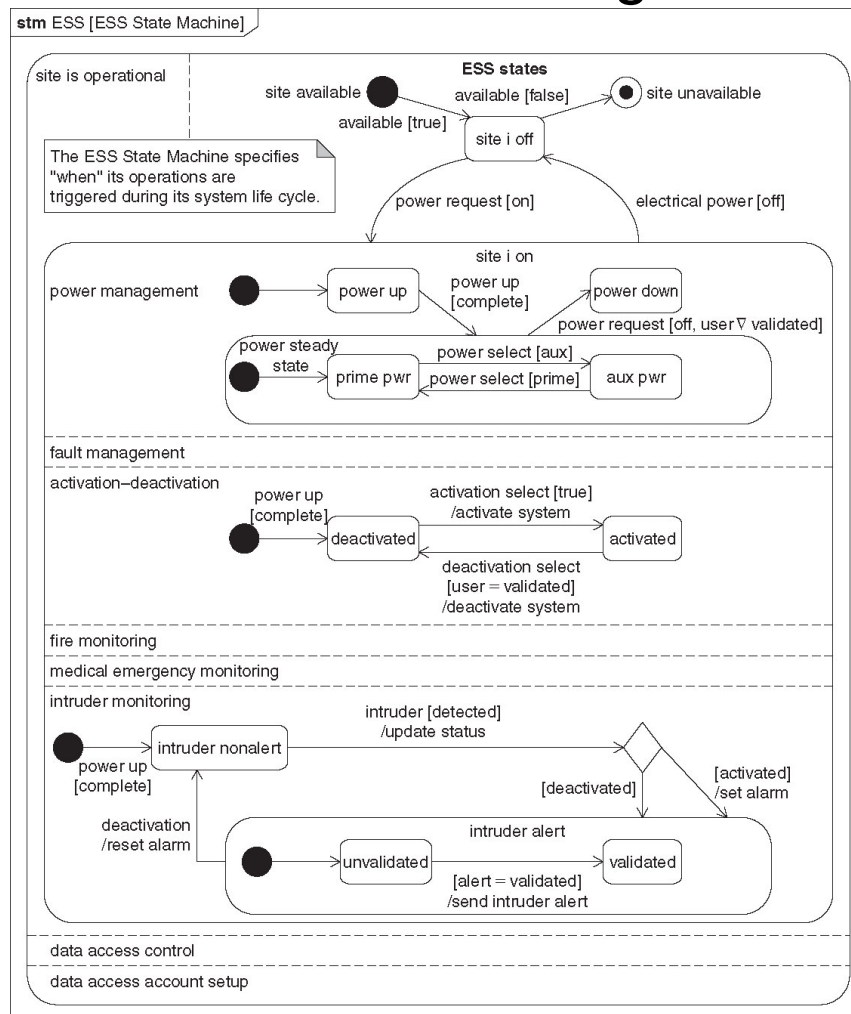 stm ESS [ESS State Machine]
site is operational
ESS states
site available
available [false]
site unavailable
available [true]
site i off
The ESS State Machine specifies
"when" its operations are
triggered during its system life cycle.
power request [on]
electrical power [off]
site i on
power management
power up
power up
[complete]
power down
power request [off, user ∇ validated]
power steady
state
power select [aux]
prime pwr
power select [prime]
aux pwr
fault management
activation–deactivation
power up
[complete]
activation select [true]
/activate system
deactivated
activated
deactivation select
[user = validated]
/deactivate system
fire monitoring
medical emergency monitoring
intruder monitoring
intruder [detected]
/update status
intruder nonalert
power up
[complete]
[deactivated]
[activated]
/set alarm
deactivation
/reset alarm
intruder alert
unvalidated
validated
[alert = validated]
/send intruder alert
data access control
data access account setup